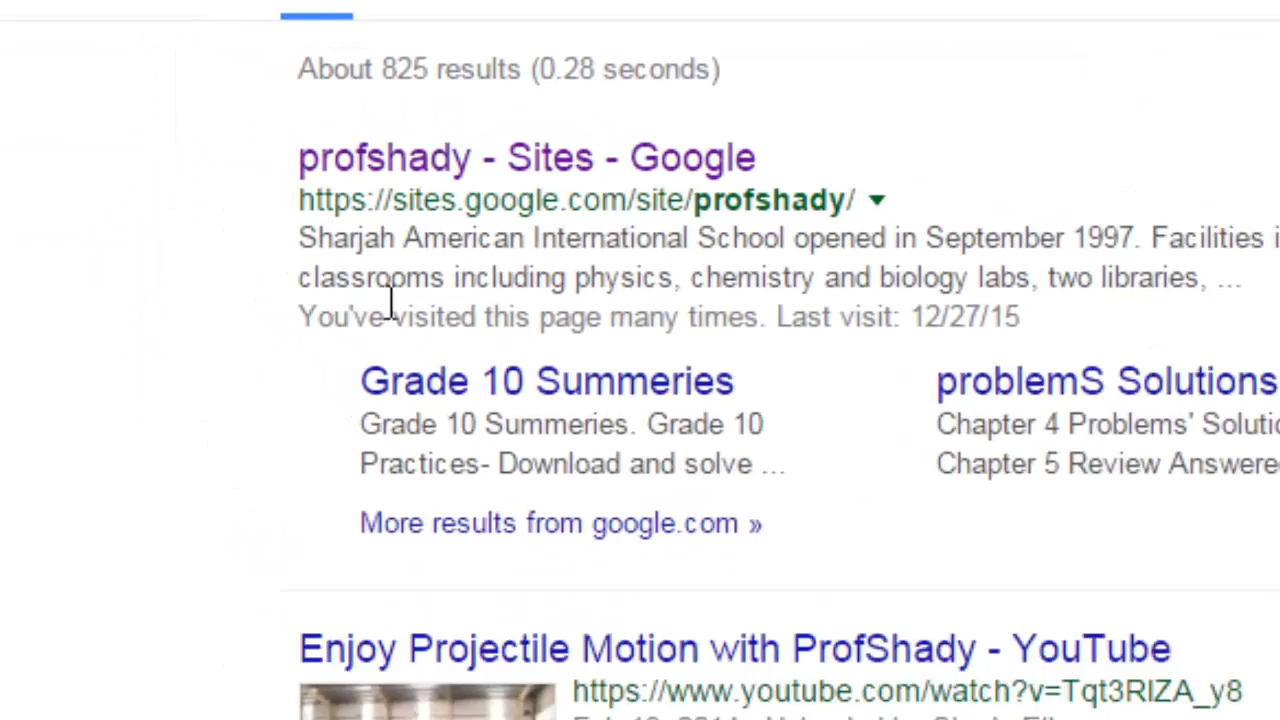 About 825 results (0.28 seconds)
profshady - Sites - Google
https://sites.google.com/site/profshady/
Sharjah American International School opened in September 1997. Facilities
classrooms including physics, chemistry and biology labs, two libraries, ...
You've visited this page many times. Last visit: 12/27/15
Grade 10 Summeries
Grade 10 Summeries. Grade 10
Practices- Download and solve ...
problemS Solutions
Chapter 4 Problems'
Chapter 5 Review
More results from google.com »
Enjoy Projectile Motion with ProfShady - YouTube
https://www.youtube.com/watch?v=Tqt3RlZA_y8